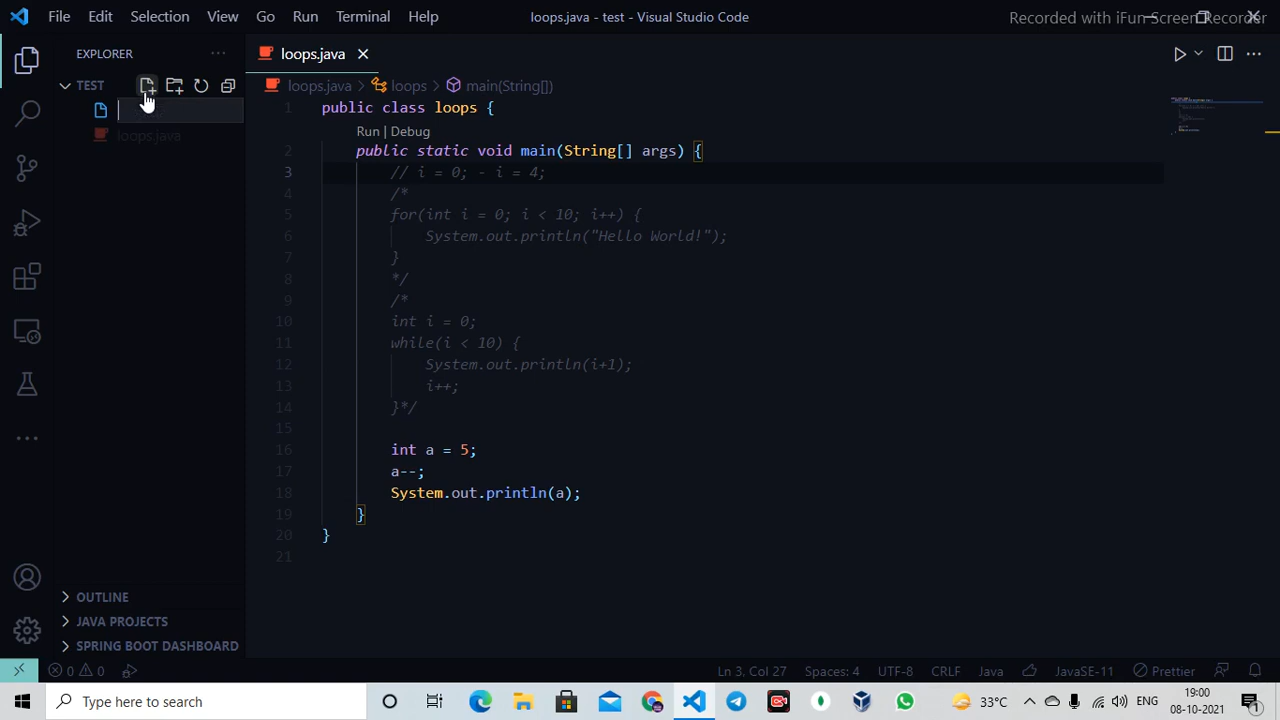 File Edit Selection View Go Run Terminal Help
loops.java - test - Visual Studio Code
Recorded with iFun Screen Recorder
EXPLORER
TEST
loops.java
OUTLINE
JAVA PROJECTS
SPRING BOOT DASHBOARD
loops.java
loops.java loops main(String[])
1 public class loops {
Run | Debug
2 public static void main(String[] args) {
3 // i = 0; - i = 4;
4 /*
5 for(int i = 0; i < 10; i++) {
6 System.out.println("Hello World!");
7 }
8 */
9 /*
10 int i = 0;
11 while(i < 10) {
12 System.out.println(i+1);
13 i++;
14 }*/
15
16 int a = 5;
17 a--;
18 System.out.println(a);
19 }
20 }
21
0 0
Ln 3, Col 27 Spaces: 4 UTF-8 CRLF Java JavaSE-11 Prettier
Type here to search
33°C
ENG
19:00
08-10-2021
1